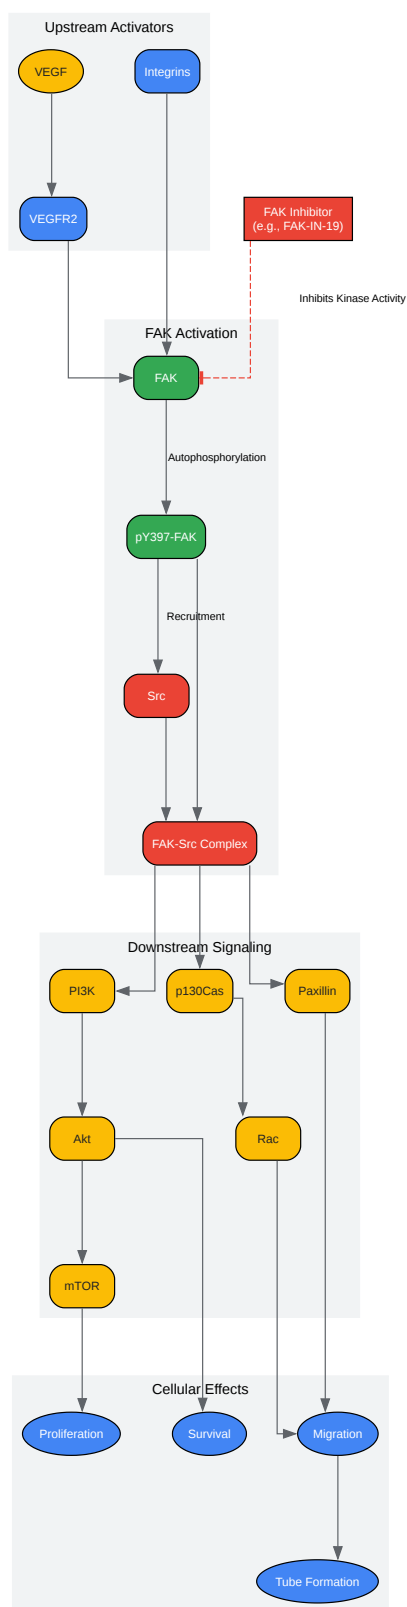 Upstream Activators
VEGF
Integrins
VEGFR2
FAK Inhibitor
(e.g., FAK-IN-19)
Inhibits Kinase Activity
FAK Activation
FAK
Autophosphorylation
pY397-FAK
Recruitment
Src
FAK-Src Complex
Downstream Signaling
PI3K
p130Cas
Paxillin
Akt
Rac
mTOR
Cellular Effects
Proliferation
Survival
Migration
Tube Formation